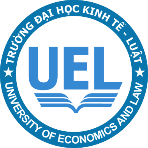 TRƯỜNG ĐẠI HỌC KINH TẾ - LUẬT
UEL
UNIVERSITY OF ECONOMICS AND LAW